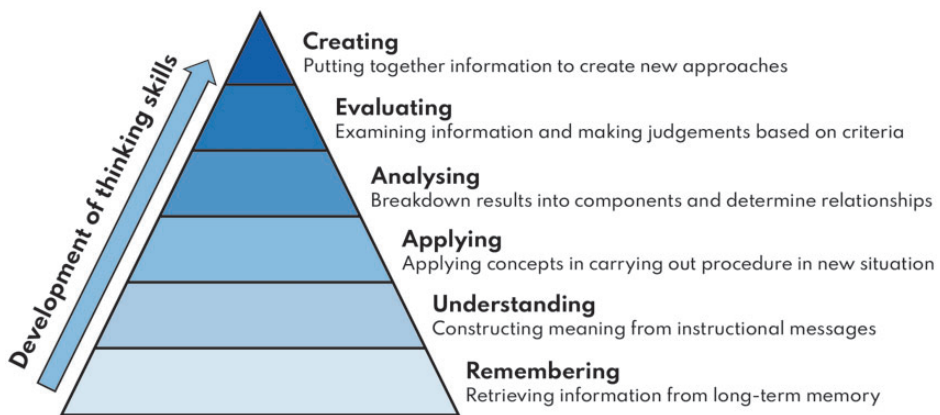 Development of thinking skills
Creating
Putting together information to create new approaches
Evaluating
Examining information and making judgements based on criteria
Analysing
Breakdown results into components and determine relationships
Applying
Applying concepts in carrying out procedure in new situation
Understanding
Constructing meaning from instructional messages
Remembering
Retrieving information from long-term memory